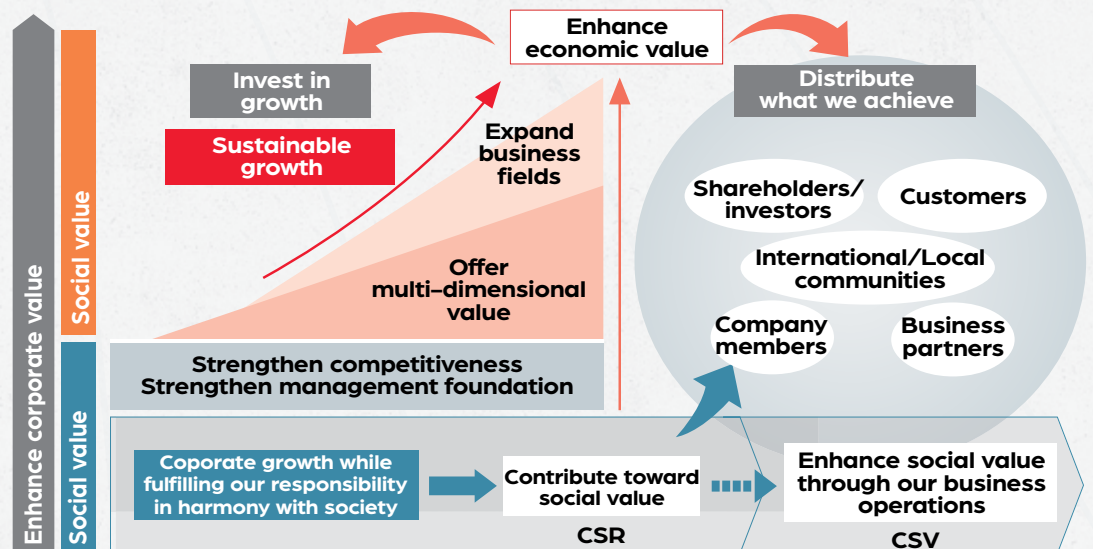 Enhance corporate value
Social value
Social value
Enhance
economic value
Invest in
growth
Sustainable
growth
Distribute
what we achieve
Expand
business
fields
Offer
multi-dimensional
value
Shareholders/
investors
Customers
International/Local
communities
Company
members
Business
partners
Strengthen competitiveness
Strengthen management foundation
Coporate growth while
fulfilling our responsibility
in harmony with society
Contribute toward
social value
CSR
Enhance social value
through our business
operations
CSV